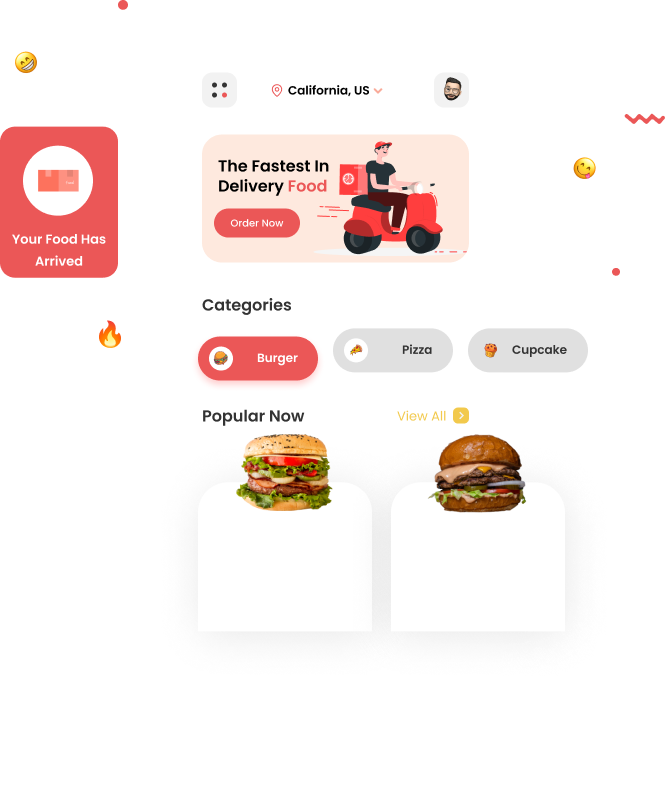 California, US
The Fastest In
Delivery Food
Order Now
Your Food Has
Arrived
Categories
Burger
Pizza
Cupcake
Popular Now
View All